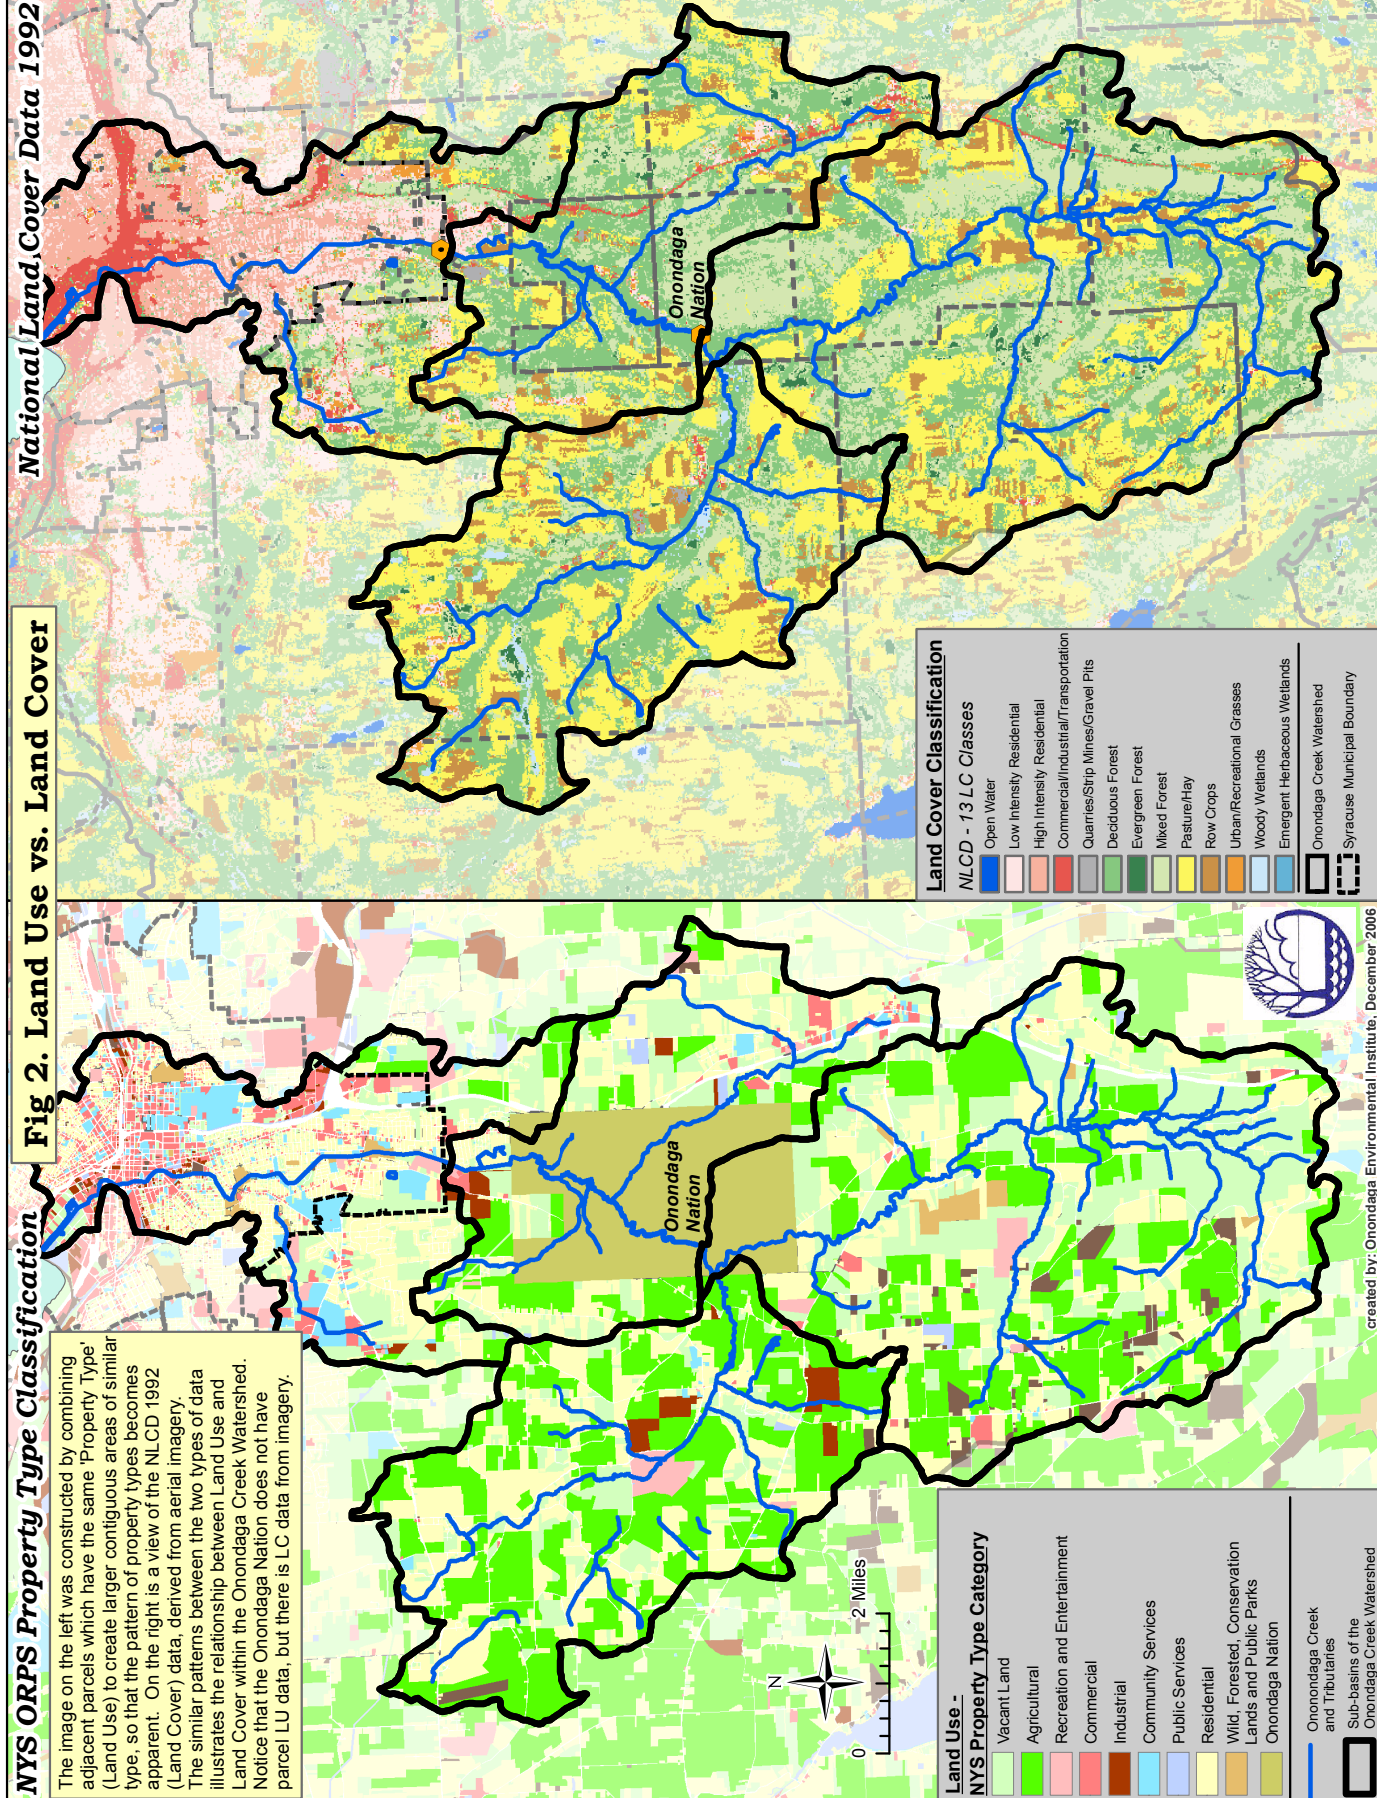 Fig 2. Land Use vs. Land Cover
NYS ORPS Property Type Classification
The image on the left was constructed by combining
adjacent parcels which have the same 'Property Type'
(Land Use) to create larger contiguous areas of similar
type, so that the pattern of property types becomes
apparent. On the right is a view of the NLCD 1992
(Land Cover) data, derived from aerial imagery.
The similar patterns between the two types of data
illustrates the relationship between Land Use and
Land Cover within the Onondaga Creek Watershed.
Notice that the Onondaga Nation does not have
parcel LU data, but there is LC data from imagery.
Onondaga
Nation
N
0
2 Miles
Land Use -
NYS Property Type Category
Vacant Land
Agricultural
Recreation and Entertainment
Commercial
Industrial
Community Services
Public Services
Residential
Wild, Forested, Conservation
Lands and Public Parks
Onondaga Nation
Onondaga Creek
and Tributaries
Sub-basins of the
Onondaga Creek Watershed
created by: Onondaga Environmental Institute, December 2006
National Land Cover Data 1992
Onondaga
Nation
Land Cover Classification
NLCD - 13 LC Classes
Open Water
Low Intensity Residential
High Intensity Residential
Commercial/Industrial/Transportation
Quarries/Strip Mines/Gravel Pits
Deciduous Forest
Evergreen Forest
Mixed Forest
Pasture/Hay
Row Crops
Urban/Recreational Grasses
Woody Wetlands
Emergent Herbaceous Wetlands
Onondaga Creek Watershed
Syracuse Municipal Boundary